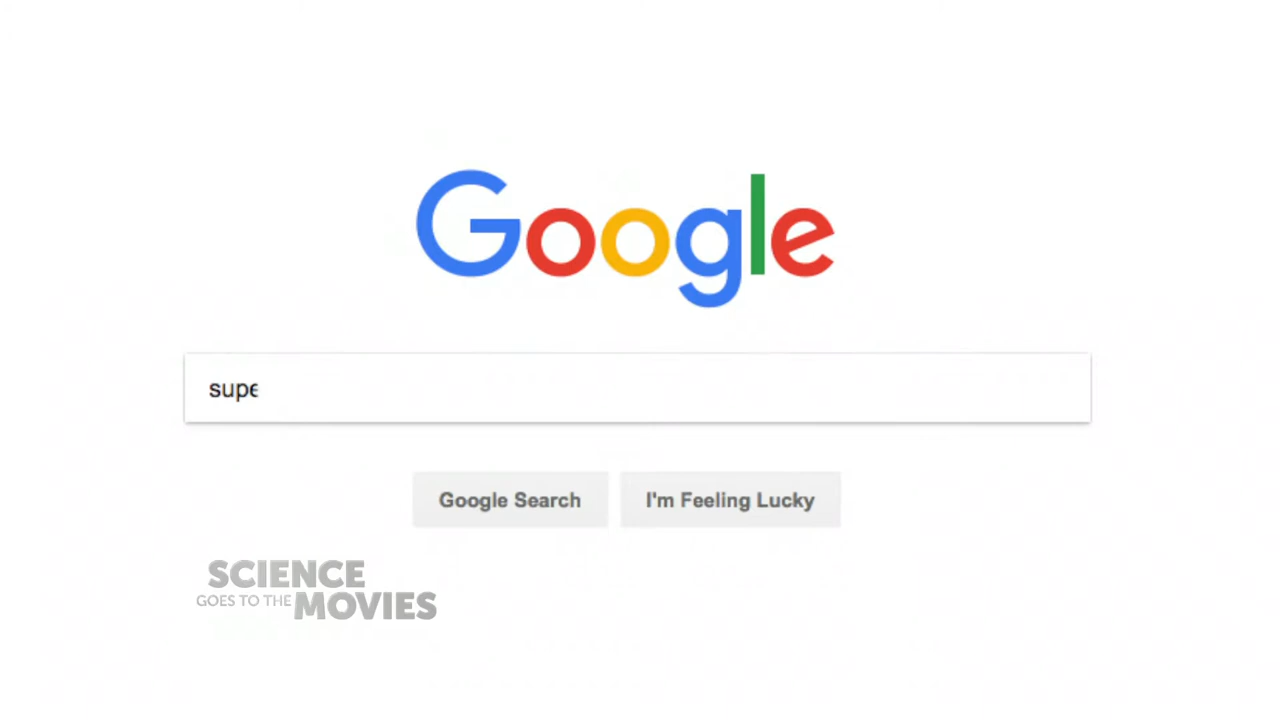 Google
supe
Google Search
I'm Feeling Lucky
SCIENCE
GOES TO THE MOVIES